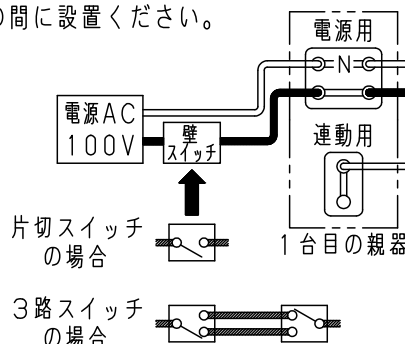 の間に設置ください。
電源用
N
電源AC
100V
壁
スイッチ
連動用
片切スイッチ
の場合
1台目の親器
3路スイッチ
の場合